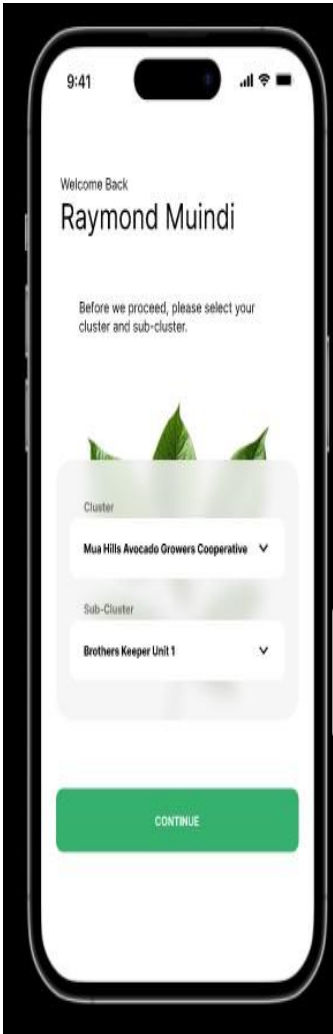 9:41
Welcome Back
Raymond Muindi
Before we proceed, please select your
cluster and sub-cluster.
Cluster
Mua Hills Avocado Growers Cooperative
Sub-Cluster
Brothers Keeper Unit 1
CONTINUE